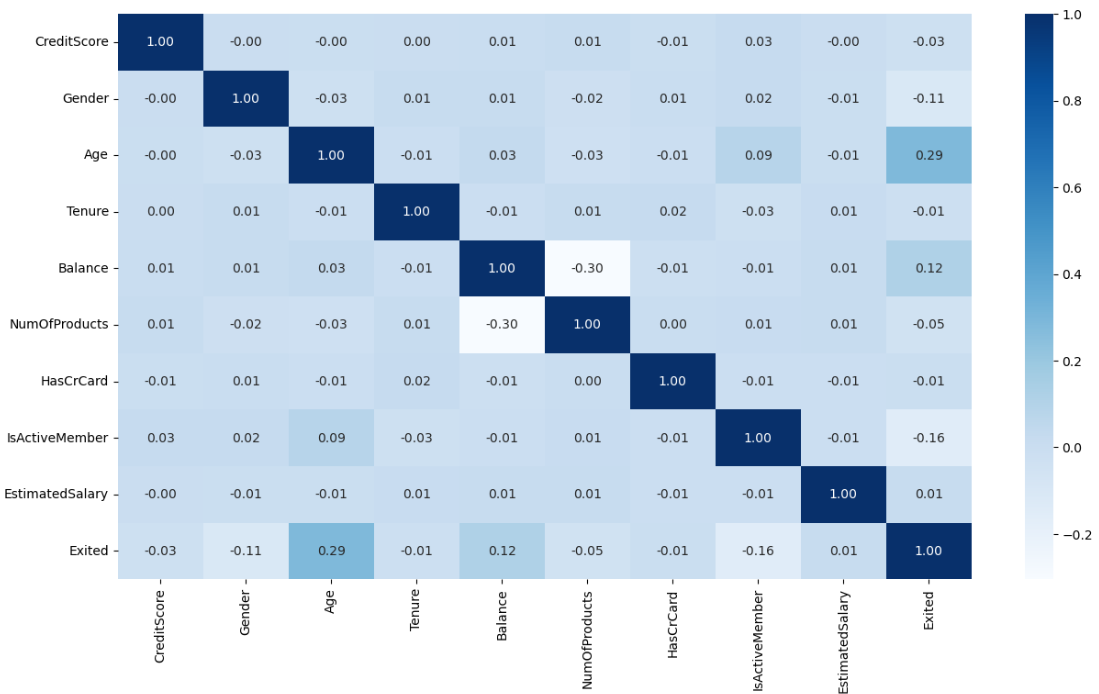 CreditScore 1.00 -0.00 -0.00 0.00 0.01 0.01 -0.01 0.03 -0.00 -0.03
Gender -0.00 1.00 -0.03 0.01 0.01 -0.02 0.01 0.02 -0.01 -0.11
Age -0.00 -0.03 1.00 -0.01 0.03 -0.03 -0.01 0.09 -0.01 0.29
Tenure 0.00 0.01 -0.01 1.00 -0.01 0.01 0.02 -0.03 0.01 -0.01
Balance 0.01 0.01 0.03 -0.01 1.00 -0.30 -0.01 -0.01 0.01 0.12
NumOfProducts 0.01 -0.02 -0.03 0.01 -0.30 1.00 0.00 0.01 0.01 -0.05
HasCrCard -0.01 0.01 -0.01 0.02 -0.01 0.00 1.00 -0.01 -0.01 -0.01
IsActiveMember 0.03 0.02 0.09 -0.03 -0.01 0.01 -0.01 1.00 -0.01 -0.16
EstimatedSalary -0.00 -0.01 -0.01 0.01 0.01 0.01 -0.01 -0.01 1.00 0.01
Exited -0.03 -0.11 0.29 -0.01 0.12 -0.05 -0.01 -0.16 0.01 1.00
CreditScore
Gender
Age
Tenure
Balance
NumOfProducts
HasCrCard
IsActiveMember
EstimatedSalary
Exited
1.0
0.8
0.6
0.4
0.2
0.0
−0.2